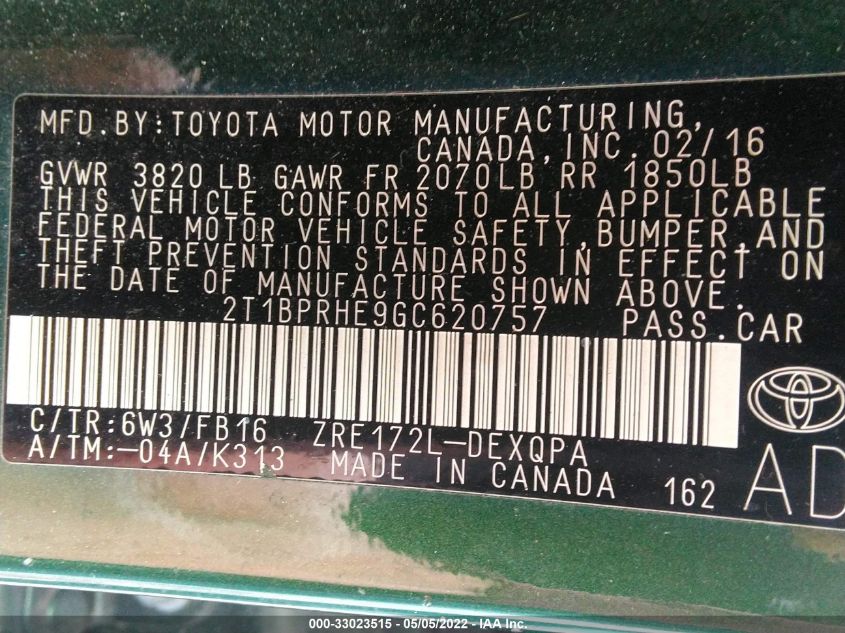 MFD.BY:TOYOTA MOTOR MANUFACTURING,
CANADA,INC.02/16
GVWR 3820 LB GAWR FR 2070LB RR 1850LB
THIS VEHICLE CONFORMS TO ALL APPLICABLE
FEDERAL MOTOR VEHICLE SAFETY,BUMPER,AND
THEFT PREVENTION STANDARDS IN EFFECT ON
THE DATE OF MANUFACTURE SHOWN ABOVE.
2T1BPRHE9GC620757 PASS.CAR
C/TR:6W3/FB16 ZRE172L-DEXQPA
A/TM:-04A/K313 MADE IN CANADA 162
AD
000-33023515 - 05/05/2022 - IAA Inc.